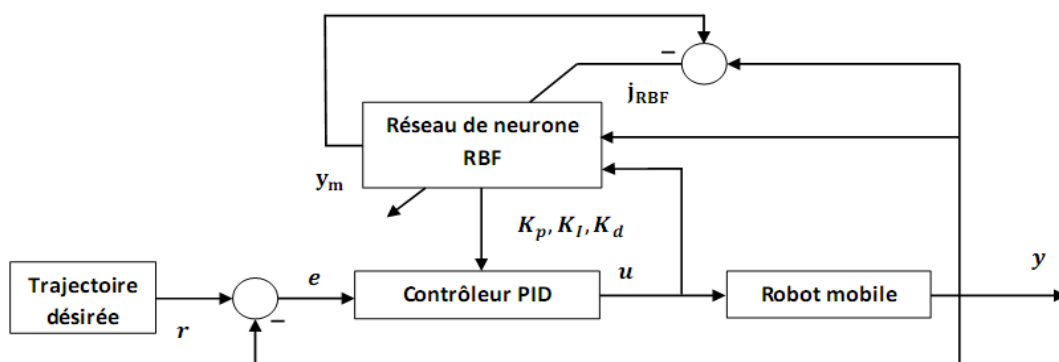 −
j_RBF
Réseau de neurone
RBF
y_m
K_p, K_I, K_d
Trajectoire
désirée
r
−
e
Contrôleur PID
u
Robot mobile
y